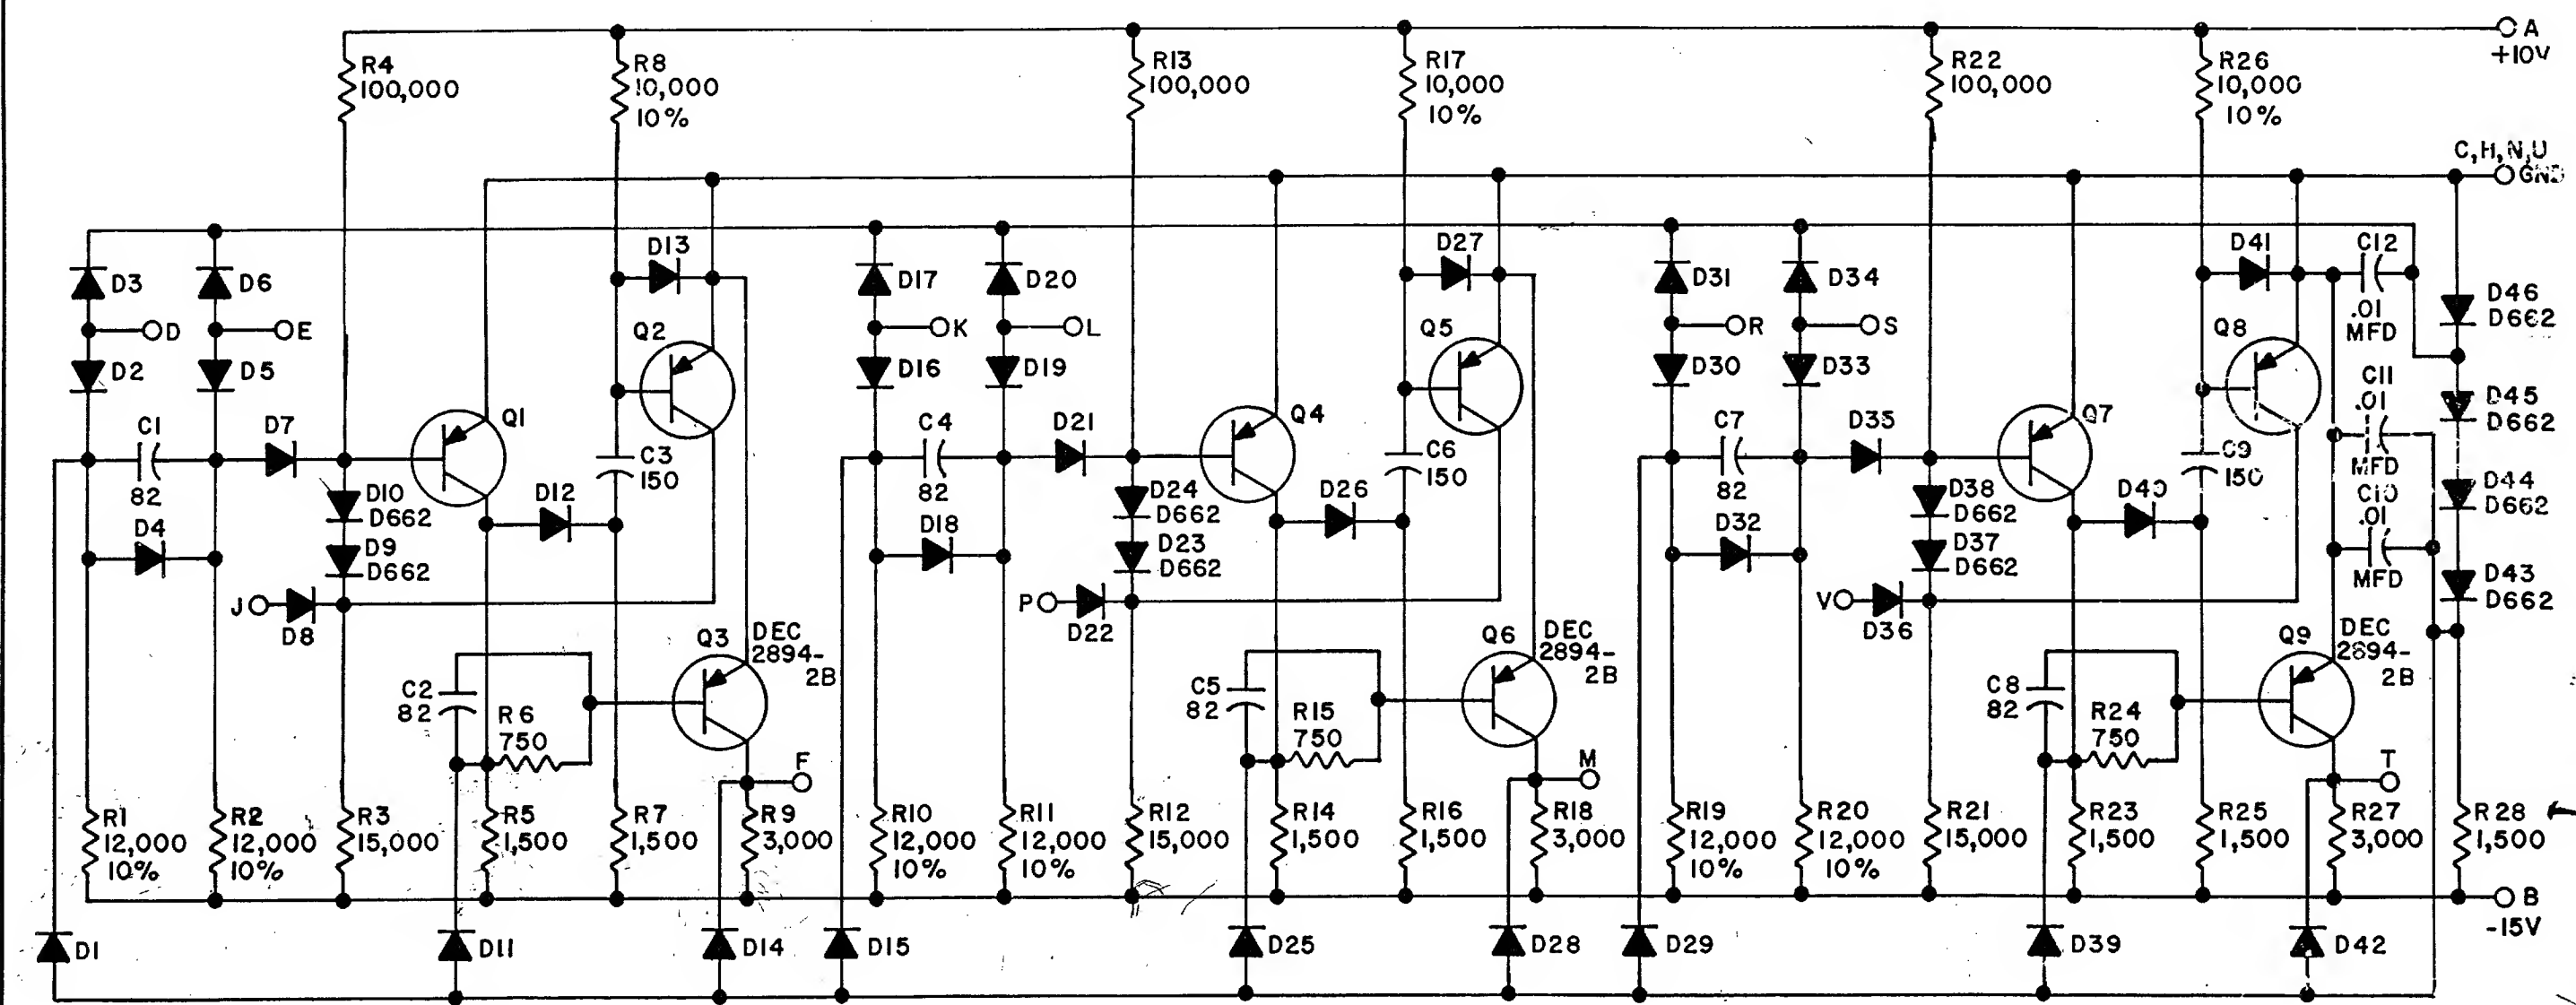 R4
100,000
R8
10,000
10%
R13
100,000
R17
10,000
10%
R22
100,000
R26
10,000
10%
A
+10V
C,H,N,U
GND
D3
D6
D
E
D2
D5
D13
Q2
D17
D20
K
L
D16
D19
D27
Q5
D31
D34
R
S
D30
D33
D41
Q8
C12
.01
MFD
D46
D662
C1
82
D7
Q1
C3
150
D4
D10
D662
D9
D662
D12
J
D8
C4
82
D21
Q4
C6
150
D18
D24
D662
D23
D662
D26
P
D22
C7
82
D35
Q7
C9
150
D32
D38
D662
D37
D662
D40
V
D36
C11
.01
MFD
C10
.01
MFD
D45
D662
D44
D662
D43
D662
C2
82
R6
750
Q3
DEC
2894-
2B
F
C5
82
R15
750
Q6
DEC
2894-
2B
M
C8
82
R24
750
Q9
DEC
2894-
2B
T
R1
12,000
10%
R2
12,000
10%
R3
15,000
R5
1,500
R7
1,500
R9
3,000
R10
12,000
10%
R11
12,000
10%
R12
15,000
R14
1,500
R16
1,500
R18
3,000
R19
12,000
10%
R20
12,000
10%
R21
15,000
R23
1,500
R25
1,500
R27
3,000
R28
1,500
B
-15V
D1
D11
D14
D15
D25
D28
D29
D39
D42